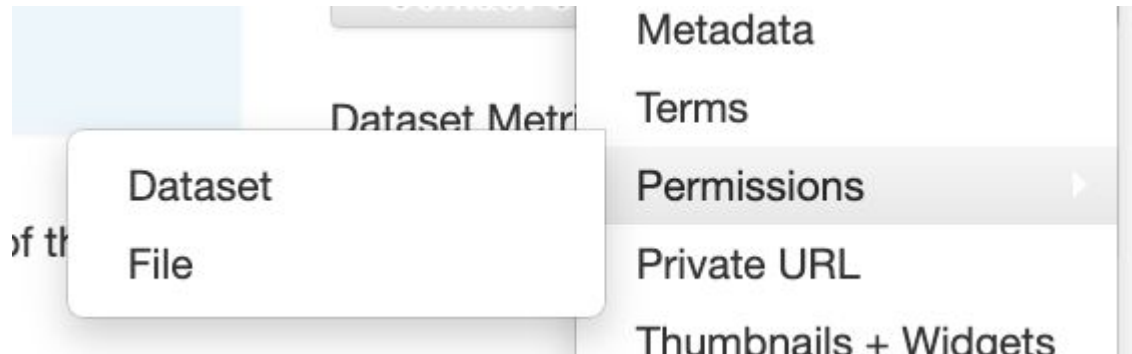 Metadata
Dataset Metri
Terms
Dataset
Permissions
of th
File
Private URL
Thumbnails + Widgets